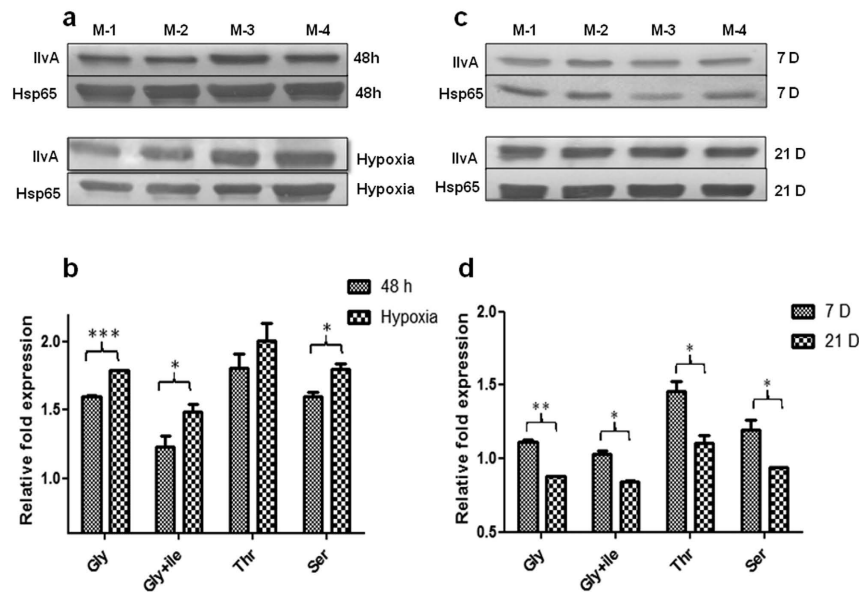 a
M-1 M-2 M-3 M-4
IlvA 48h
Hsp65 48h
IlvA Hypoxia
Hsp65 Hypoxia
c
M-1 M-2 M-3 M-4
IlvA 7 D
Hsp65 7 D
IlvA 21 D
Hsp65 21 D
b
48 h
Hypoxia
Relative fold expression
2.0
1.5
1.0
*** * *
Gly Gly+ile Thr Ser
d
7 D
21 D
Relative fold expression
2.0
1.5
1.0
0.5
** * * *
Gly Gly+ile Thr Ser